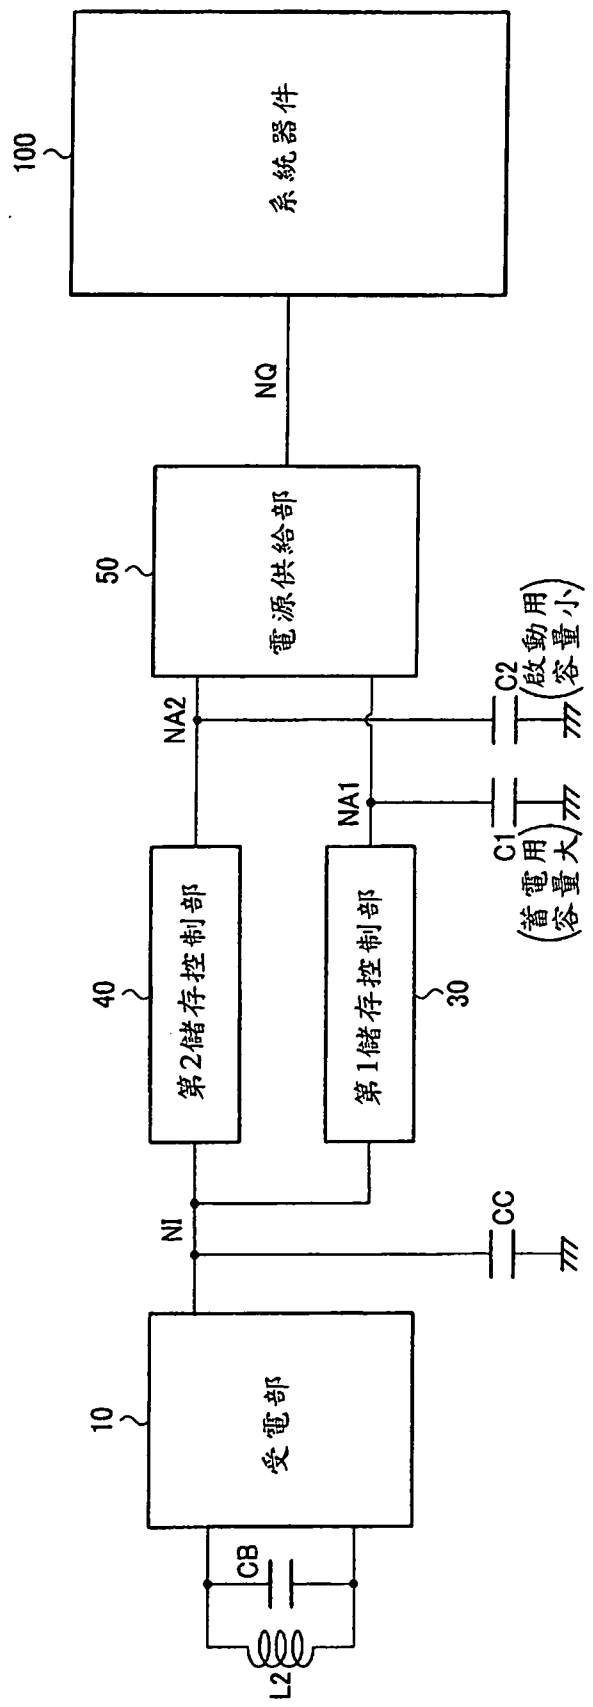 L2
CB
10
受電部
NI
CC
40
第2儲存控制部
第1儲存控制部
30
NA2
NA1
C1
(蓄電用
容量大)
C2
(啟動用
容量小)
50
電源供給部
NQ
100
系統器件